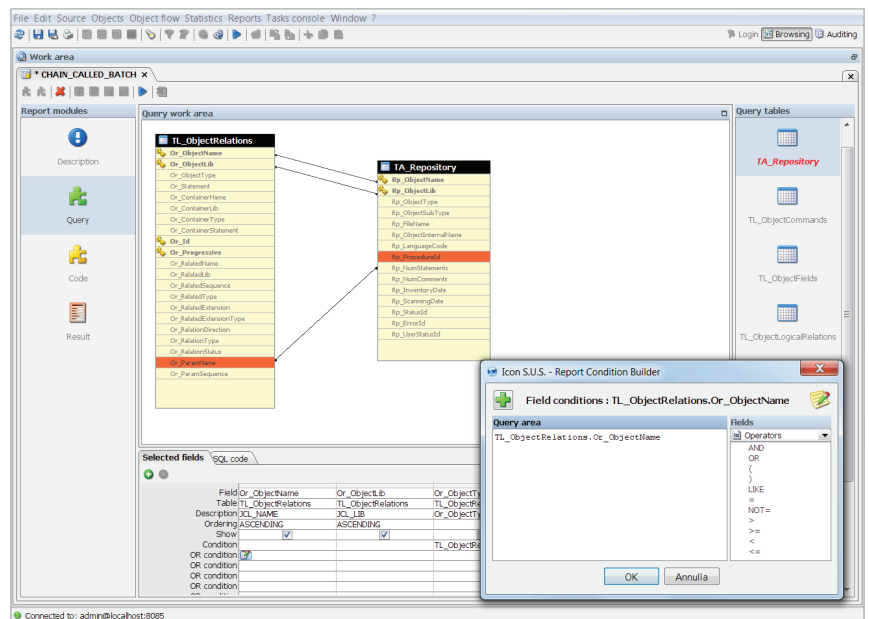 File Edit Source Objects Object flow Statistics Reports Tasks console Window ?
Login Browsing Auditing
Work area
* CHAIN_CALLED_BATCH
Report modules
Description
Query
Code
Result
Query work area
TL_ObjectRelations
Or_ObjectName
Or_ObjectLib
Or_ObjectType
Or_Statement
Or_ContainerName
Or_ContainerLib
Or_ContainerType
Or_ContainerStatement
Or_Id
Or_Progressive
Or_RelatedName
Or_RelatedLib
Or_RelatedSequence
Or_RelatedType
Or_RelatedExtension
Or_RelatedExtensionType
Or_RelationDirection
Or_RelationType
Or_RelationStatus
Or_ParamName
Or_ParamSequence
TA_Repository
Rp_ObjectName
Rp_ObjectLib
Rp_ObjectType
Rp_ObjectSubType
Rp_FileName
Rp_ObjectInternalName
Rp_LanguageCode
Rp_ProcedureId
Rp_NumStatements
Rp_NumComments
Rp_InventoryDate
Rp_ScanningDate
Rp_StatusId
Rp_ErrorId
Rp_UserStatusId
Query tables
TA_Repository
TL_ObjectCommands
TL_ObjectFields
TL_ObjectLogicalRelations
Selected fields SQL code
Field Or_ObjectName Or_ObjectLib Or_ObjectTy
Table TL_ObjectRelations TL_ObjectRelations TL_ObjectRe
Description JCL_NAME JCL_LIB Or_ObjectTy
Ordering ASCENDING ASCENDING
Show
Condition TL_ObjectRe
OR condition
OR condition
OR condition
OR condition
Icon S.U.S. - Report Condition Builder
Field conditions : TL_ObjectRelations.Or_ObjectName
Query area
TL_ObjectRelations.Or_ObjectName
Fields
Operators
AND
OR
(
)
LIKE
=
NOT=
>
>=
<
<=
OK Annulla
Connected to: admin@localhost:8085